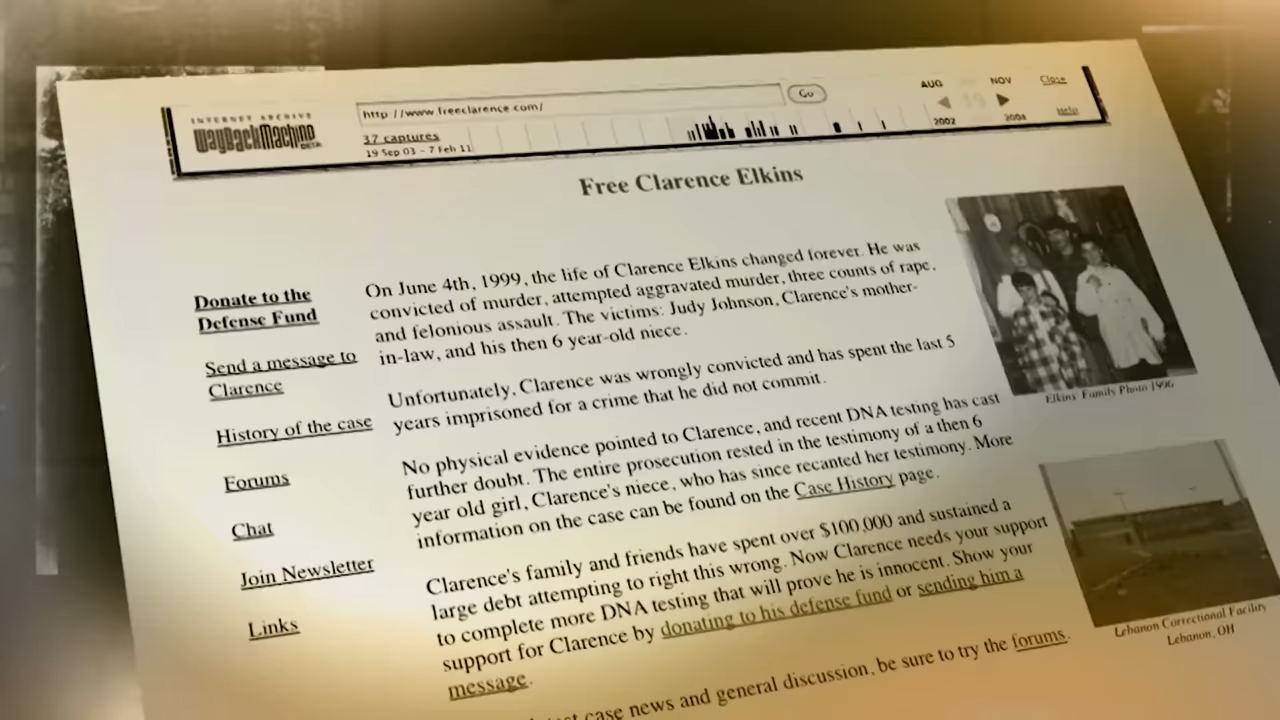 INTERNET ARCHIVE
WayBackMachine
BETA
http://www.freeclarence.com/
Go
37 captures
19 Sep 03 - 7 Feb 11
AUG
19
NOV
Close
2002
2004
Help
Free Clarence Elkins
Donate to the
Defense Fund
Send a message to
Clarence
History of the case
Forums
Chat
Join Newsletter
Links
On June 4th, 1999, the life of Clarence Elkins changed forever. He was
convicted of murder, attempted aggravated murder, three counts of rape,
and felonious assault. The victims: Judy Johnson, Clarence's mother-
in-law, and his then 6 year-old niece.
Unfortunately, Clarence was wrongly convicted and has spent the last 5
years imprisoned for a crime that he did not commit.
No physical evidence pointed to Clarence, and recent DNA testing has cast
further doubt. The entire prosecution rested in the testimony of a then 6
year old girl, Clarence's niece, who has since recanted her testimony. More
information on the case can be found on the Case History page.
Clarence's family and friends have spent over $100,000 and sustained a
large debt attempting to right this wrong. Now Clarence needs your support
to complete more DNA testing that will prove he is innocent. Show your
support for Clarence by donating to his defense fund or sending him a
message.
case news and general discussion, be sure to try the forums.
Elkins' Family Photo 1996
Lebanon Correctional Facility
Lebanon, OH